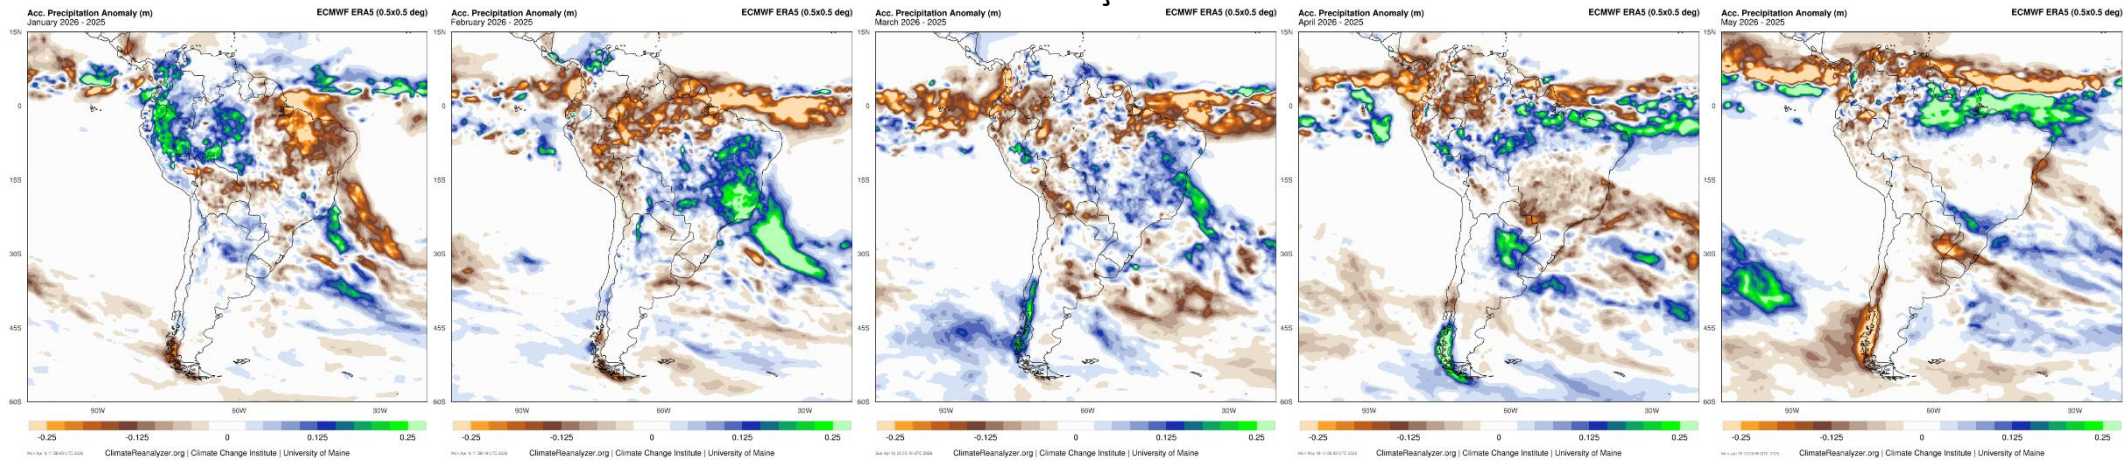 Acc. Precipitation Anomaly (m) ECMWF ERA5 (0.5x0.5 deg)
January 2026 - 2025
15N
0
15S
30S
45S
60S
90W 60W 30W
-0.25 -0.125 0 0.125 0.25
ClimateReanalyzer.org | Climate Change Institute | University of Maine
Acc. Precipitation Anomaly (m) ECMWF ERA5 (0.5x0.5 deg)
February 2026 - 2025
15N
0
15S
30S
45S
60S
90W 60W 30W
-0.25 -0.125 0 0.125 0.25
ClimateReanalyzer.org | Climate Change Institute | University of Maine
Acc. Precipitation Anomaly (m) ECMWF ERA5 (0.5x0.5 deg)
March 2026 - 2025
15N
0
15S
30S
45S
60S
90W 60W 30W
-0.25 -0.125 0 0.125 0.25
ClimateReanalyzer.org | Climate Change Institute | University of Maine
Acc. Precipitation Anomaly (m) ECMWF ERA5 (0.5x0.5 deg)
April 2026 - 2025
15N
0
15S
30S
45S
60S
90W 60W 30W
-0.25 -0.125 0 0.125 0.25
ClimateReanalyzer.org | Climate Change Institute | University of Maine
Acc. Precipitation Anomaly (m) ECMWF ERA5 (0.5x0.5 deg)
May 2026 - 2025
15N
0
15S
30S
45S
60S
90W 60W 30W
-0.25 -0.125 0 0.125 0.25
ClimateReanalyzer.org | Climate Change Institute | University of Maine